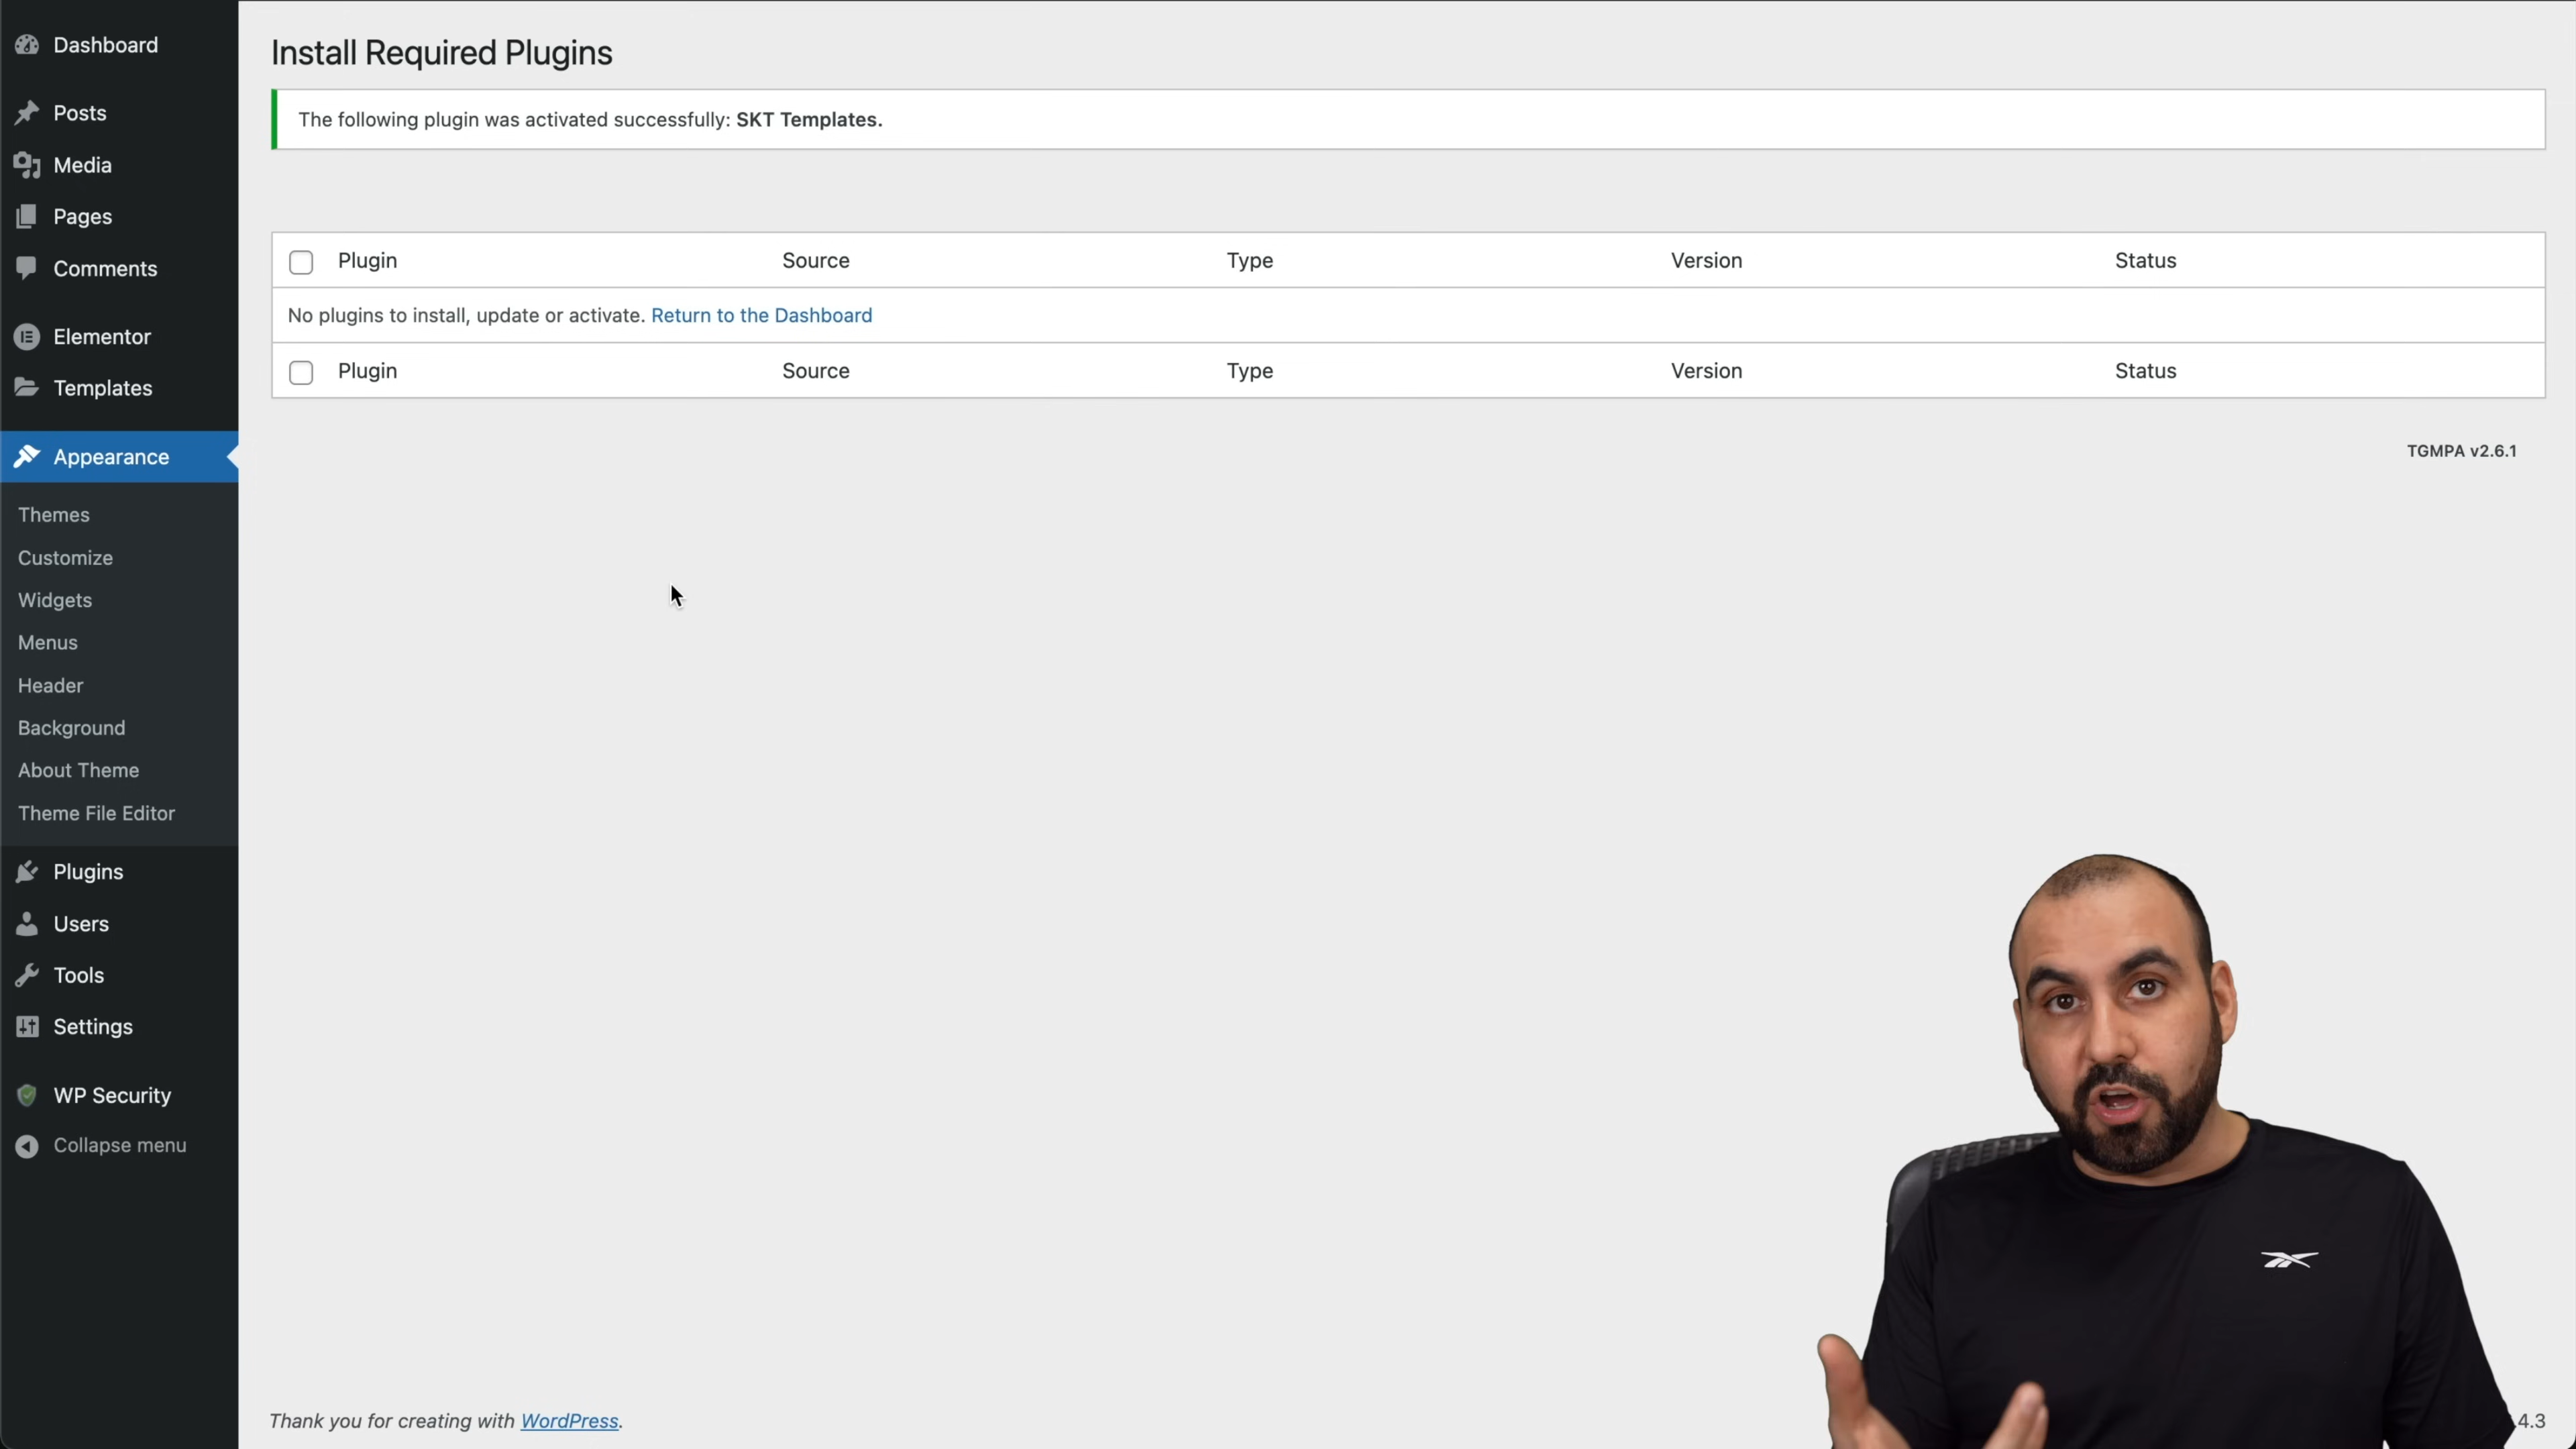 Dashboard
Posts
Media
Pages
Comments
Elementor
Templates
Appearance
Themes
Customize
Widgets
Menus
Header
Background
About Theme
Theme File Editor
Plugins
Users
Tools
Settings
WP Security
Collapse menu
Install Required Plugins
The following plugin was activated successfully: SKT Templates.
Plugin Source Type Version Status
No plugins to install, update or activate. Return to the Dashboard
Plugin Source Type Version Status
TGMPA v2.6.1
Thank you for creating with WordPress.
4.3